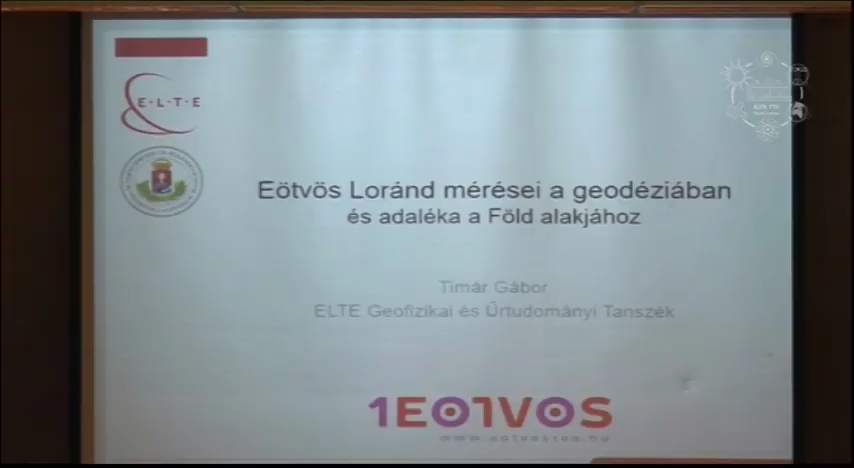 E·L·T·E
Eötvös Loránd mérései a geodéziában
és adaléka a Föld alakjához
Timár Gábor
ELTE Geofizikai és Űrtudományi Tanszék
1EOTVOS